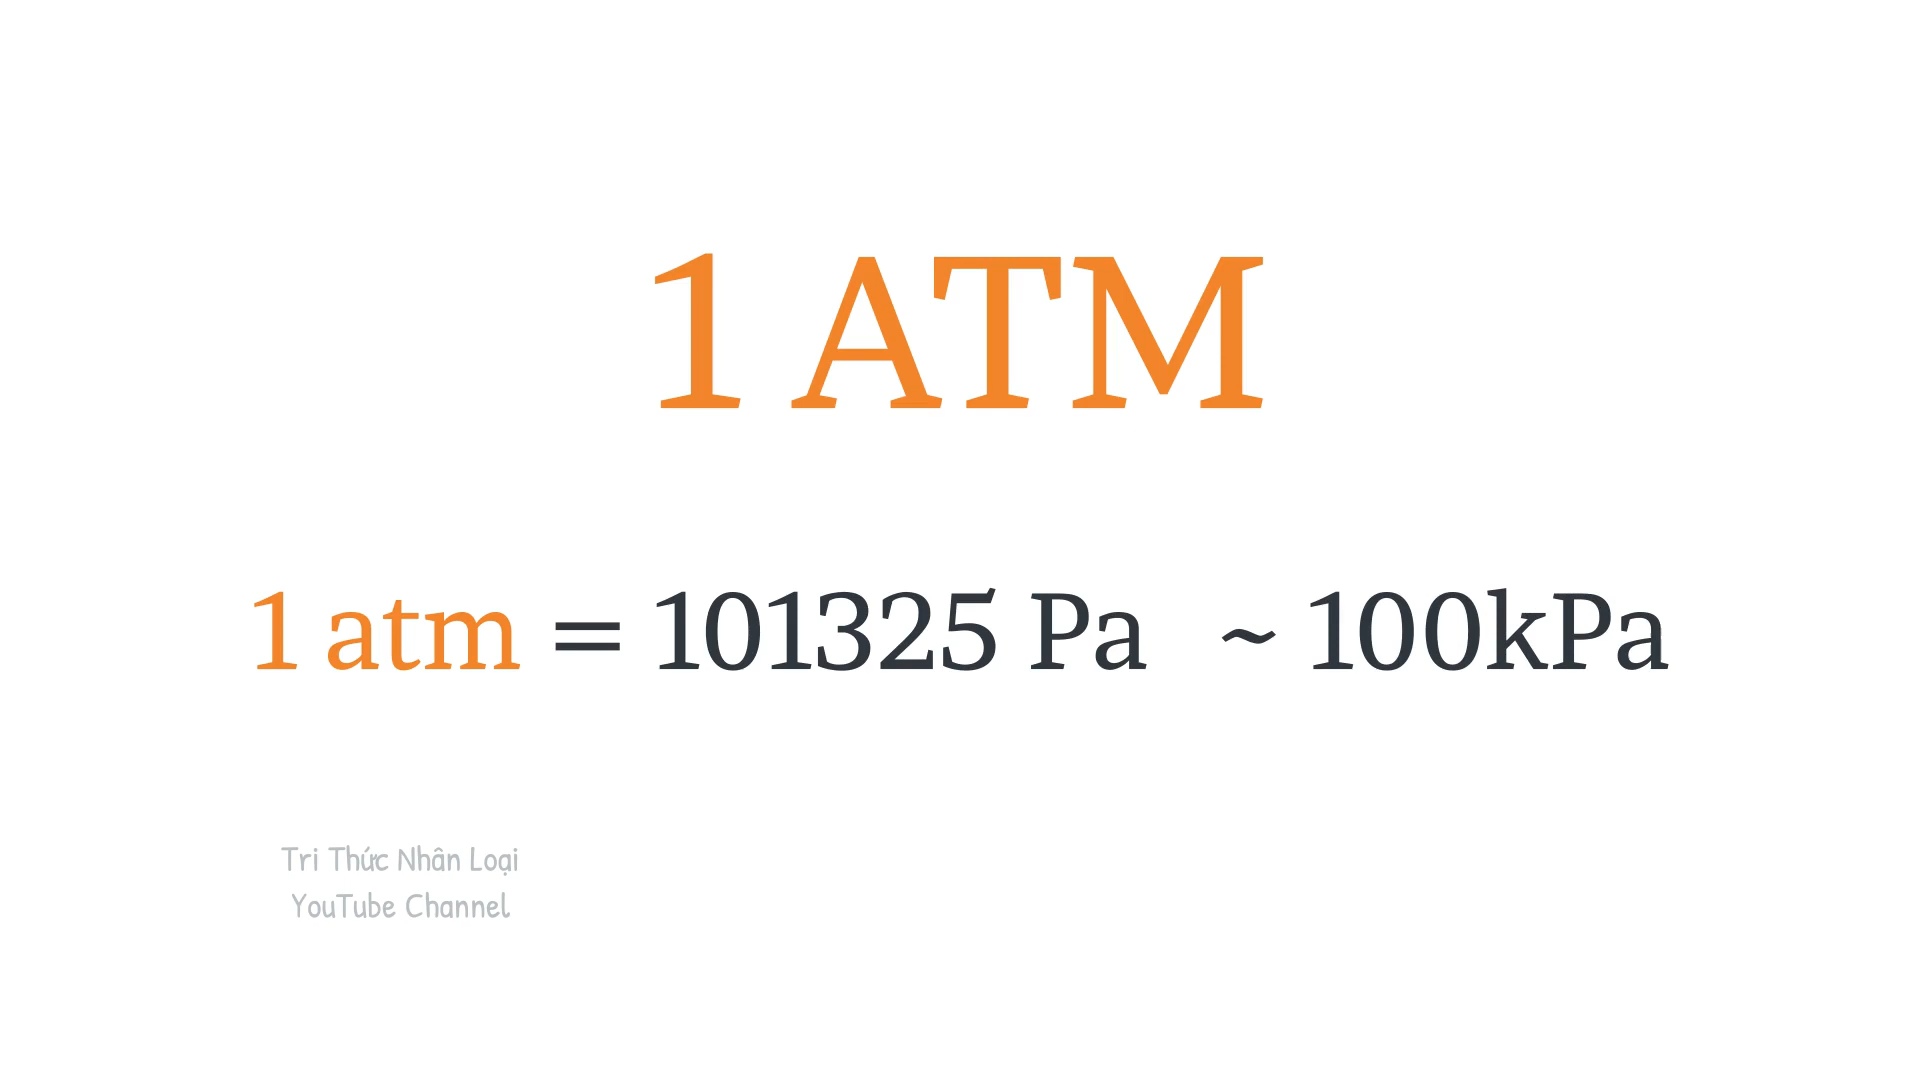 1 ATM
1 atm = 101325 Pa ~ 100kPa
Tri Thức Nhân Loại
YouTube Channel